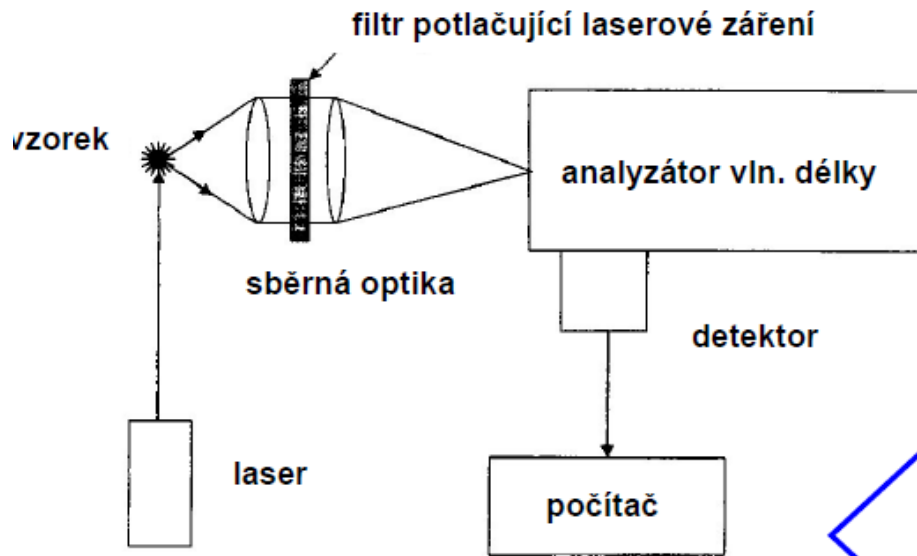 filtr potlačující laserové záření
vzorek
analyzátor vln. délky
sběrná optika
detektor
laser
počítač